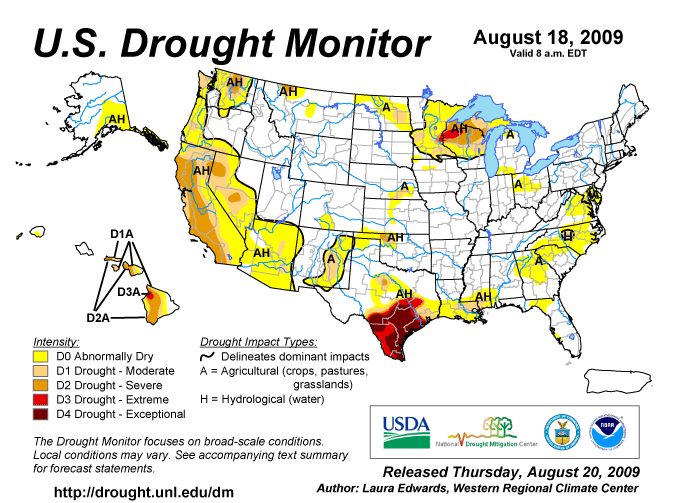 U.S. Drought Monitor
August 18, 2009
Valid 8 a.m. EDT
AH
AH
AH
A
AH
A
AH
A
A
H
AH
AH
A
A
AH
AH
D1A
D3A
D2A
Intensity:
D0 Abnormally Dry
D1 Drought - Moderate
D2 Drought - Severe
D3 Drought - Extreme
D4 Drought - Exceptional
Drought Impact Types:
Delineates dominant impacts
A = Agricultural (crops, pastures,
grasslands)
H = Hydrological (water)
The Drought Monitor focuses on broad-scale conditions.
Local conditions may vary. See accompanying text summary
for forecast statements.
http://drought.unl.edu/dm
USDA
National Drought Mitigation Center
NOAA
Released Thursday, August 20, 2009
Author: Laura Edwards, Western Regional Climate Center